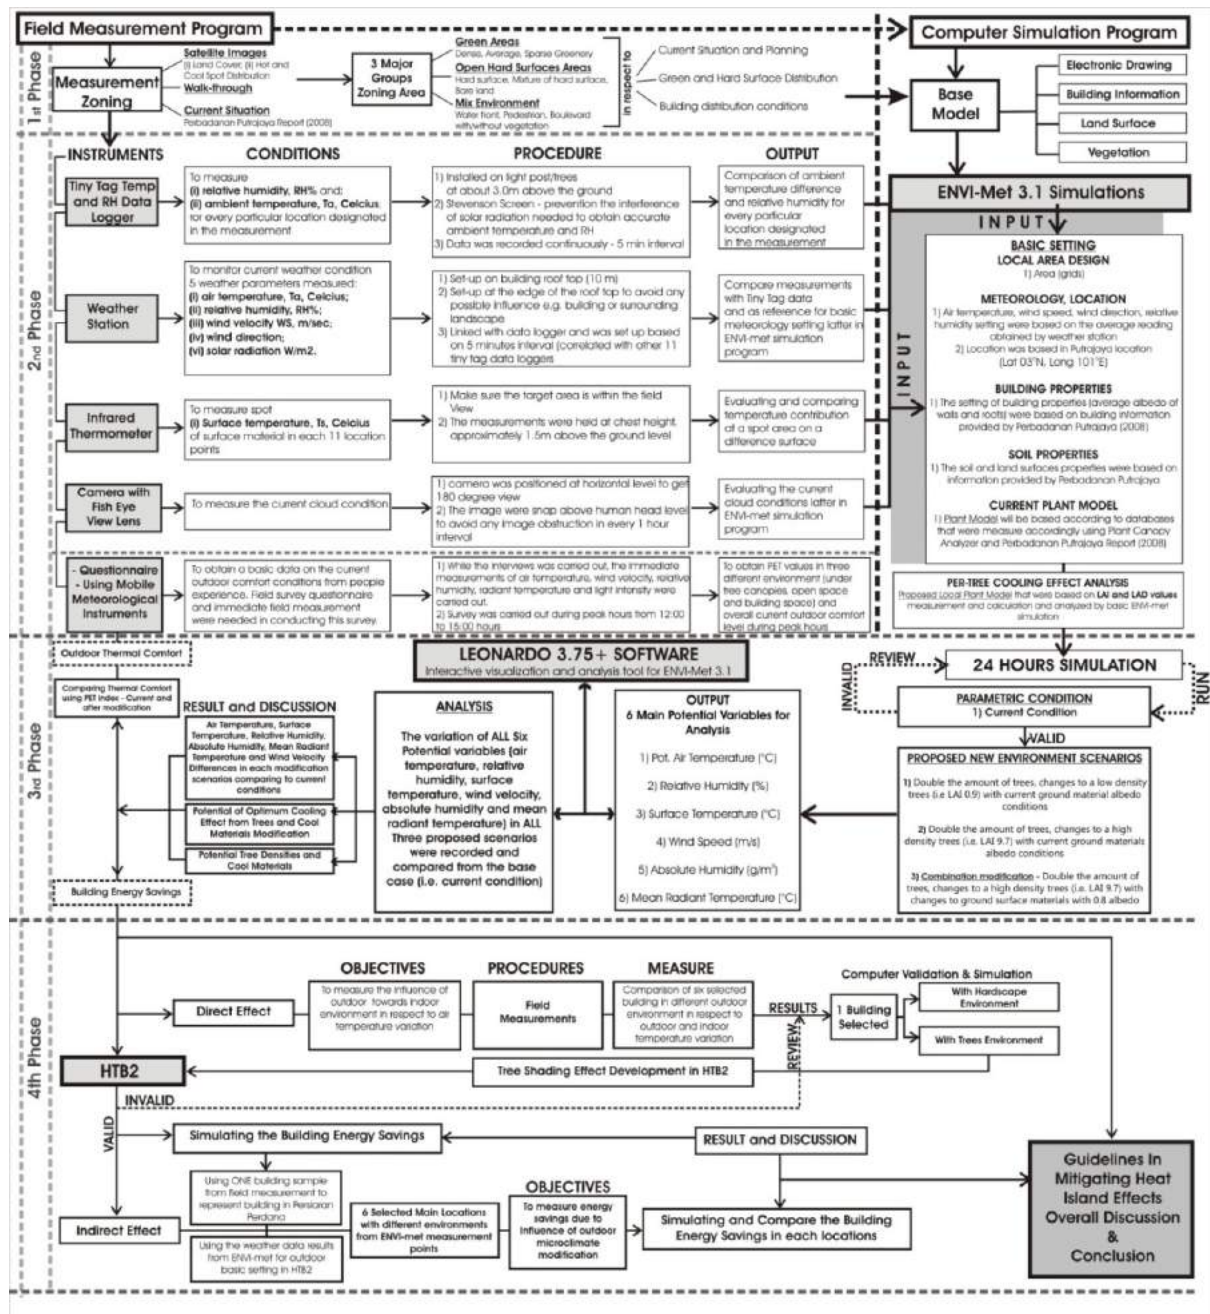 Field Measurement Program
Computer Simulation Program
1st Phase
Measurement
Zoning
Satellite Images
(i) Land Cover, (ii) Hot and
Cool Spot Distribution
Walk-through
Current Situation
Perbadanan Putrajaya Report (2008)
3 Major
Groups
Zoning Area
Green Areas
Dense, Average, Sparse Greenery
Open Hard Surfaces Areas
Hard surface, Mixture of hard surface,
Bare land
Mix Environment
Water front, Pedestrian, Boulevard
with/without vegetation
in respect to
Current Situation and Planning
Green and Hard Surface Distribution
Building distribution conditions
Base
Model
Electronic Drawing
Building Information
Land Surface
Vegetation
2nd Phase
INSTRUMENTS
CONDITIONS
PROCEDURE
OUTPUT
Tiny Tag Temp
and RH Data
Logger
To measure
(i) relative humidity, RH% and;
(ii) ambient temperature, Ta, Celcius;
for every particular location designated
in the measurement
1) Installed on light post/trees
at about 3.0m above the ground
2) Stevenson Screen - prevention the interference
of solar radiation needed to obtain accurate
ambient temperature and RH
3) Data was recorded continuously - 5 min interval
Comparison of ambient
temperature difference
and relative humidity for
every particular
location designated
in the measurement
Weather
Station
To monitor current weather condition
5 weather parameters measured:
(i) air temperature, Ta, Celcius;
(ii) relative humidity, RH%;
(iii) wind velocity WS, m/sec;
(iv) wind direction;
(vi) solar radiation W/m2.
1) Set-up on building roof top (10 m)
2) Set-up at the edge of the roof top to avoid any
possible influence e.g. building or surounding
landscape
3) Linked with data logger and was set up based
on 5 minutes interval (correlated with other 11
tiny tag data loggers
Compare measurements
with Tiny Tag data
and as reference for basic
meteorology setting latter in
ENVI-met simulation
program
Infrared
Thermometer
To measure spot
(i) Surface temperature, Ts, Celcius
of surface material in each 11 location
points
1) Make sure the target area is within the field
View
2) The measurements were held at chest height,
approximately 1.5m above the ground level
Evaluating and comparing
temperature contribution
of a spot area on a
difference surface
Camera with
Fish Eye
View Lens
To measure the current cloud condition
1) camera was positioned at horizontal level to get
180 degree view
2) The image were snap above human head level
to avoid any image obstruction in every 1 hour
interval
Evaluating the current
cloud conditions latter in
ENVI-met simulation
program
- Questionnaire
- Using Mobile
Meteorological
Instruments
To obtain a basic data on the current
outdoor comfort conditions from people
experience. Field survey questionnaire
and immediate field measurement
were needed in conducting this survey.
1) While the interviews was carried out, the immediate
measurements of air temperature, wind velocity, relative
humidity, radiant temperature and light intensity were
carried out.
2) Survey was carried out during peak hours from 12:00
to 15:00 hours
To obtain PET values in three
different environment (under
tree canopies, open space
and building space) and
overall current outdoor comfort
level during peak hours
ENVI-Met 3.1 Simulations
INPUT
INPUT
BASIC SETTING
LOCAL AREA DESIGN
1) Area (grids)
METEOROLOGY, LOCATION
1) Air temperature, wind speed, wind direction, relative
humidity setting were based on the average reading
obtained by weather station
2) Location was based in Putrajaya location
(Lat 03°N, Long 101°E)
BUILDING PROPERTIES
1) The setting of building properties (average albedo of
walls and roofs) were based on building information
provided by Perbadanan Putrajaya (2008)
SOIL PROPERTIES
1) The soil and land surfaces properties were based on
information provided by Perbadanan Putrajaya
CURRENT PLANT MODEL
1) Plant Model will be based according to databases
that were measure accordingly using Plant Canopy
Analyzer and Perbadanan Putrajaya Report (2008)
PER-TREE COOLING EFFECT ANALYSIS
Proposed Local Plant Model that were based on LAI and LAD values
measurement and calculation and analyzed by basic ENVI-met
simulation
3rd Phase
Outdoor Thermal Comfort
Comparing Thermal Comfort
using PET index - Current and
after modification
RESULT and DISCUSSION
Air Temperature, Surface
Temperature, Relative Humidity,
Absolute Humidity, Mean Radiant
Temperature and Wind Velocity
Differences in each modification
scenarios comparing to current
conditions
Potential of Optimum Cooling
Effect from Trees and Cool
Materials Modification
Potential Tree Densities and
Cool Materials
Building Energy Savings
LEONARDO 3.75+ SOFTWARE
Interactive visualization and analysis tool for ENVI-Met 3.1
ANALYSIS
The variation of ALL Six
Potential variables (air
temperature, relative
humidity, surface
temperature, wind velocity,
absolute humidity and mean
radiant temperature) in ALL
Three proposed scenarios
were recorded and
compared from the base
case (i.e. current condition)
OUTPUT
6 Main Potential Variables for
Analysis
1) Pot. Air Temperature (°C)
2) Relative Humidity (%)
3) Surface Temperature (°C)
4) Wind Speed (m/s)
5) Absolute Humidity (g/m³)
6) Mean Radiant Temperature (°C)
REVIEW
INVALID
24 HOURS SIMULATION
RUN
PARAMETRIC CONDITION
1) Current Condition
VALID
PROPOSED NEW ENVIRONMENT SCENARIOS
1) Double the amount of trees, changes to a low density
trees (i.e LAI 0.9) with current ground material albedo
conditions
2) Double the amount of trees, changes to a high
density trees (i.e. LAI 9.7) with current ground materials
albedo conditions
3) Combination modification - Double the amount of
trees, changes to a high density trees (i.e. LAI 9.7) with
changes to ground surface materials with 0.8 albedo
4th Phase
OBJECTIVES
PROCEDURES
MEASURE
Direct Effect
To measure the influence of
outdoor towards indoor
environment in respect to air
temperature variation
Field
Measurements
Comparison of six selected
building in different outdoor
environment in respect to
outdoor and indoor
temperature variation
RESULTS
REVIEW
Computer Validation & Simulation
1 Building
Selected
With Hardscape
Environment
With Trees Environment
HTB2
Tree Shading Effect Development in HTB2
INVALID
VALID
Simulating the Building Energy Savings
RESULT and DISCUSSION
Using ONE building sample
from field measurement to
represent building in Persiaran
Perdana
Indirect Effect
Using the weather data results
from ENVI-met for outdoor
basic setting in HTB2
6 Selected Main Locations
with different environments
from ENVI-met measurement
points
OBJECTIVES
To measure energy
savings due to
influence of outdoor
microclimate
modification
Simulating and Compare the Building
Energy Savings in each locations
Guidelines In
Mitigating Heat
Island Effects
Overall Discussion
&
Conclusion